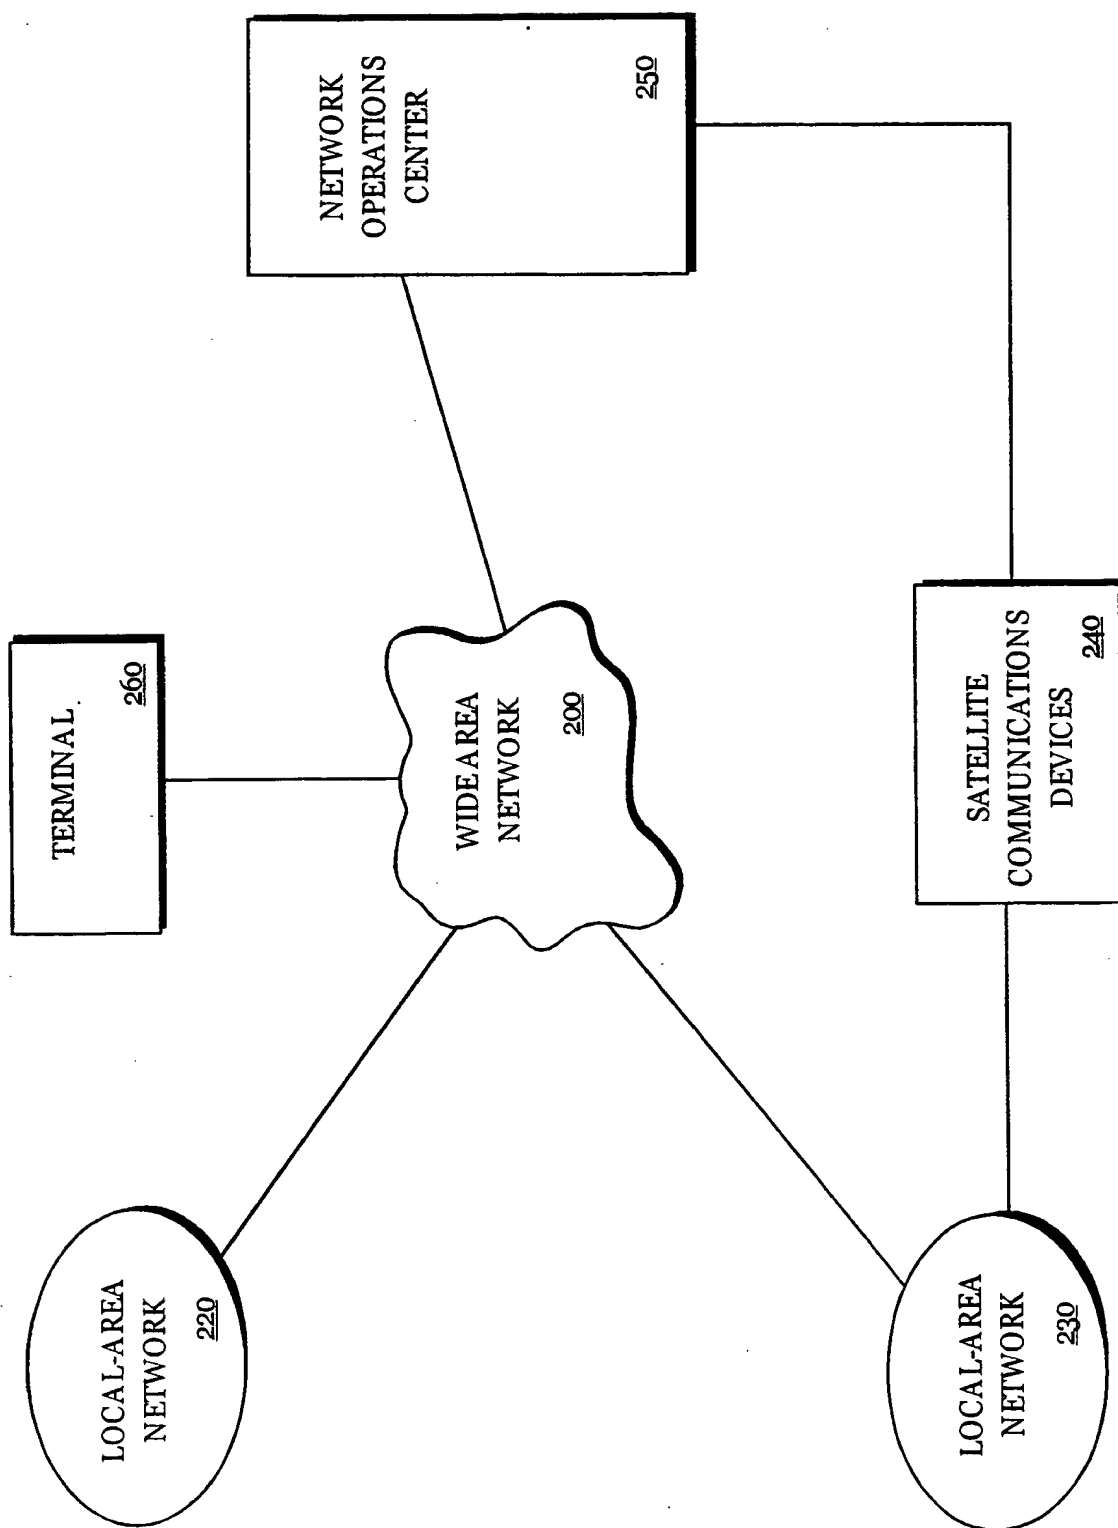 LOCAL-AREA
NETWORK
220
TERMINAL
260
WIDE AREA
NETWORK
200
NETWORK
OPERATIONS
CENTER
250
LOCAL-AREA
NETWORK
230
SATELLITE
COMMUNICATIONS
DEVICES
240